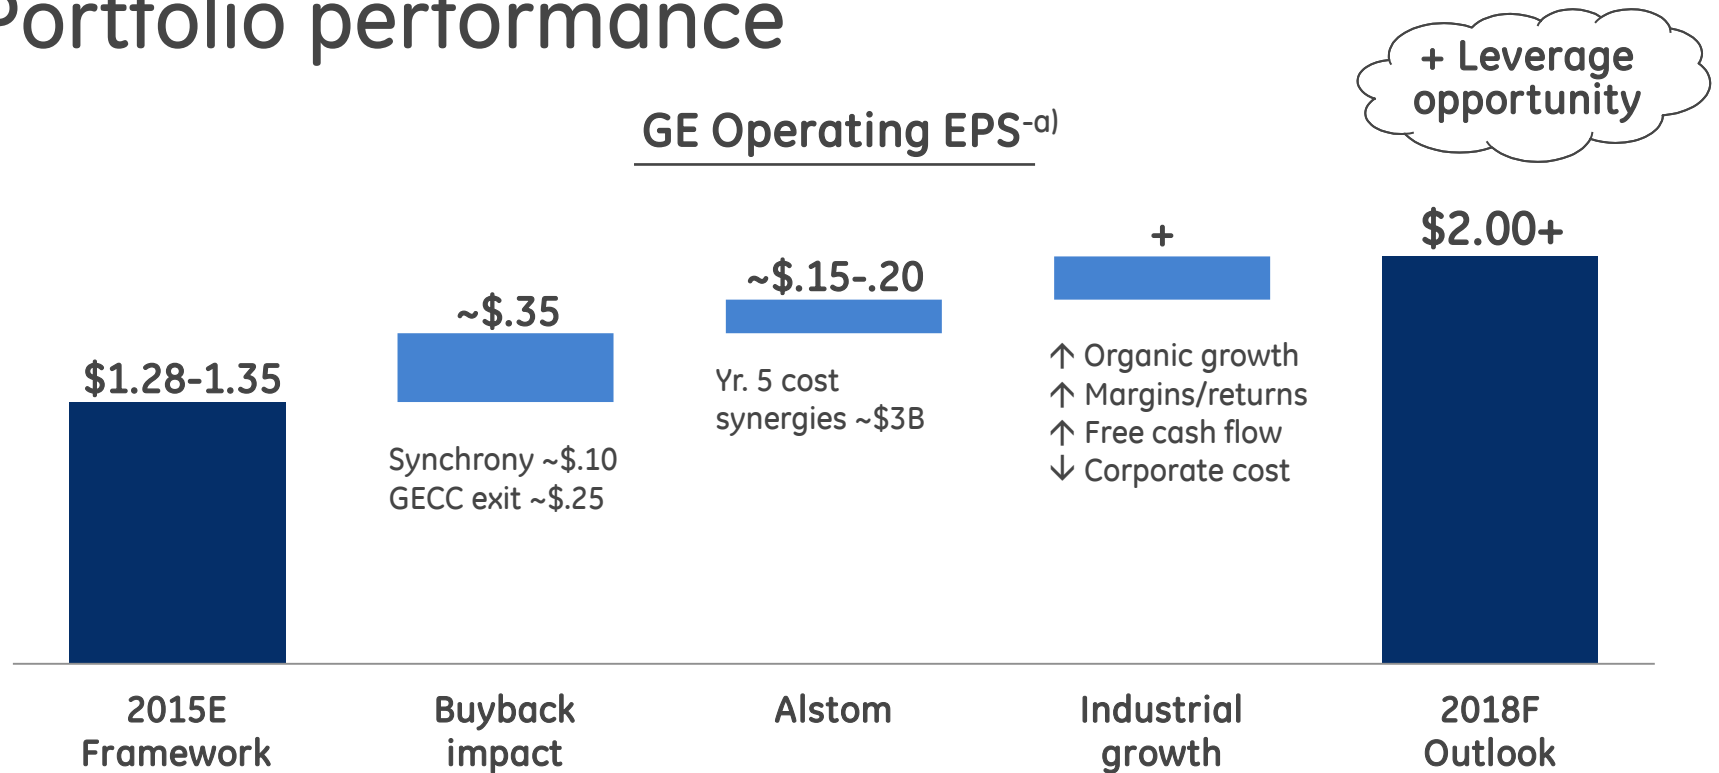 Portfolio performance
+ Leverage
opportunity
GE Operating EPS-a)
$1.28-1.35
~$.35
~$.15-.20
+
$2.00+
Synchrony ~$.10
GECC exit ~$.25
Yr. 5 cost
synergies ~$3B
↑ Organic growth
↑ Margins/returns
↑ Free cash flow
↓ Corporate cost
2015E
Framework
Buyback
impact
Alstom
Industrial
growth
2018F
Outlook